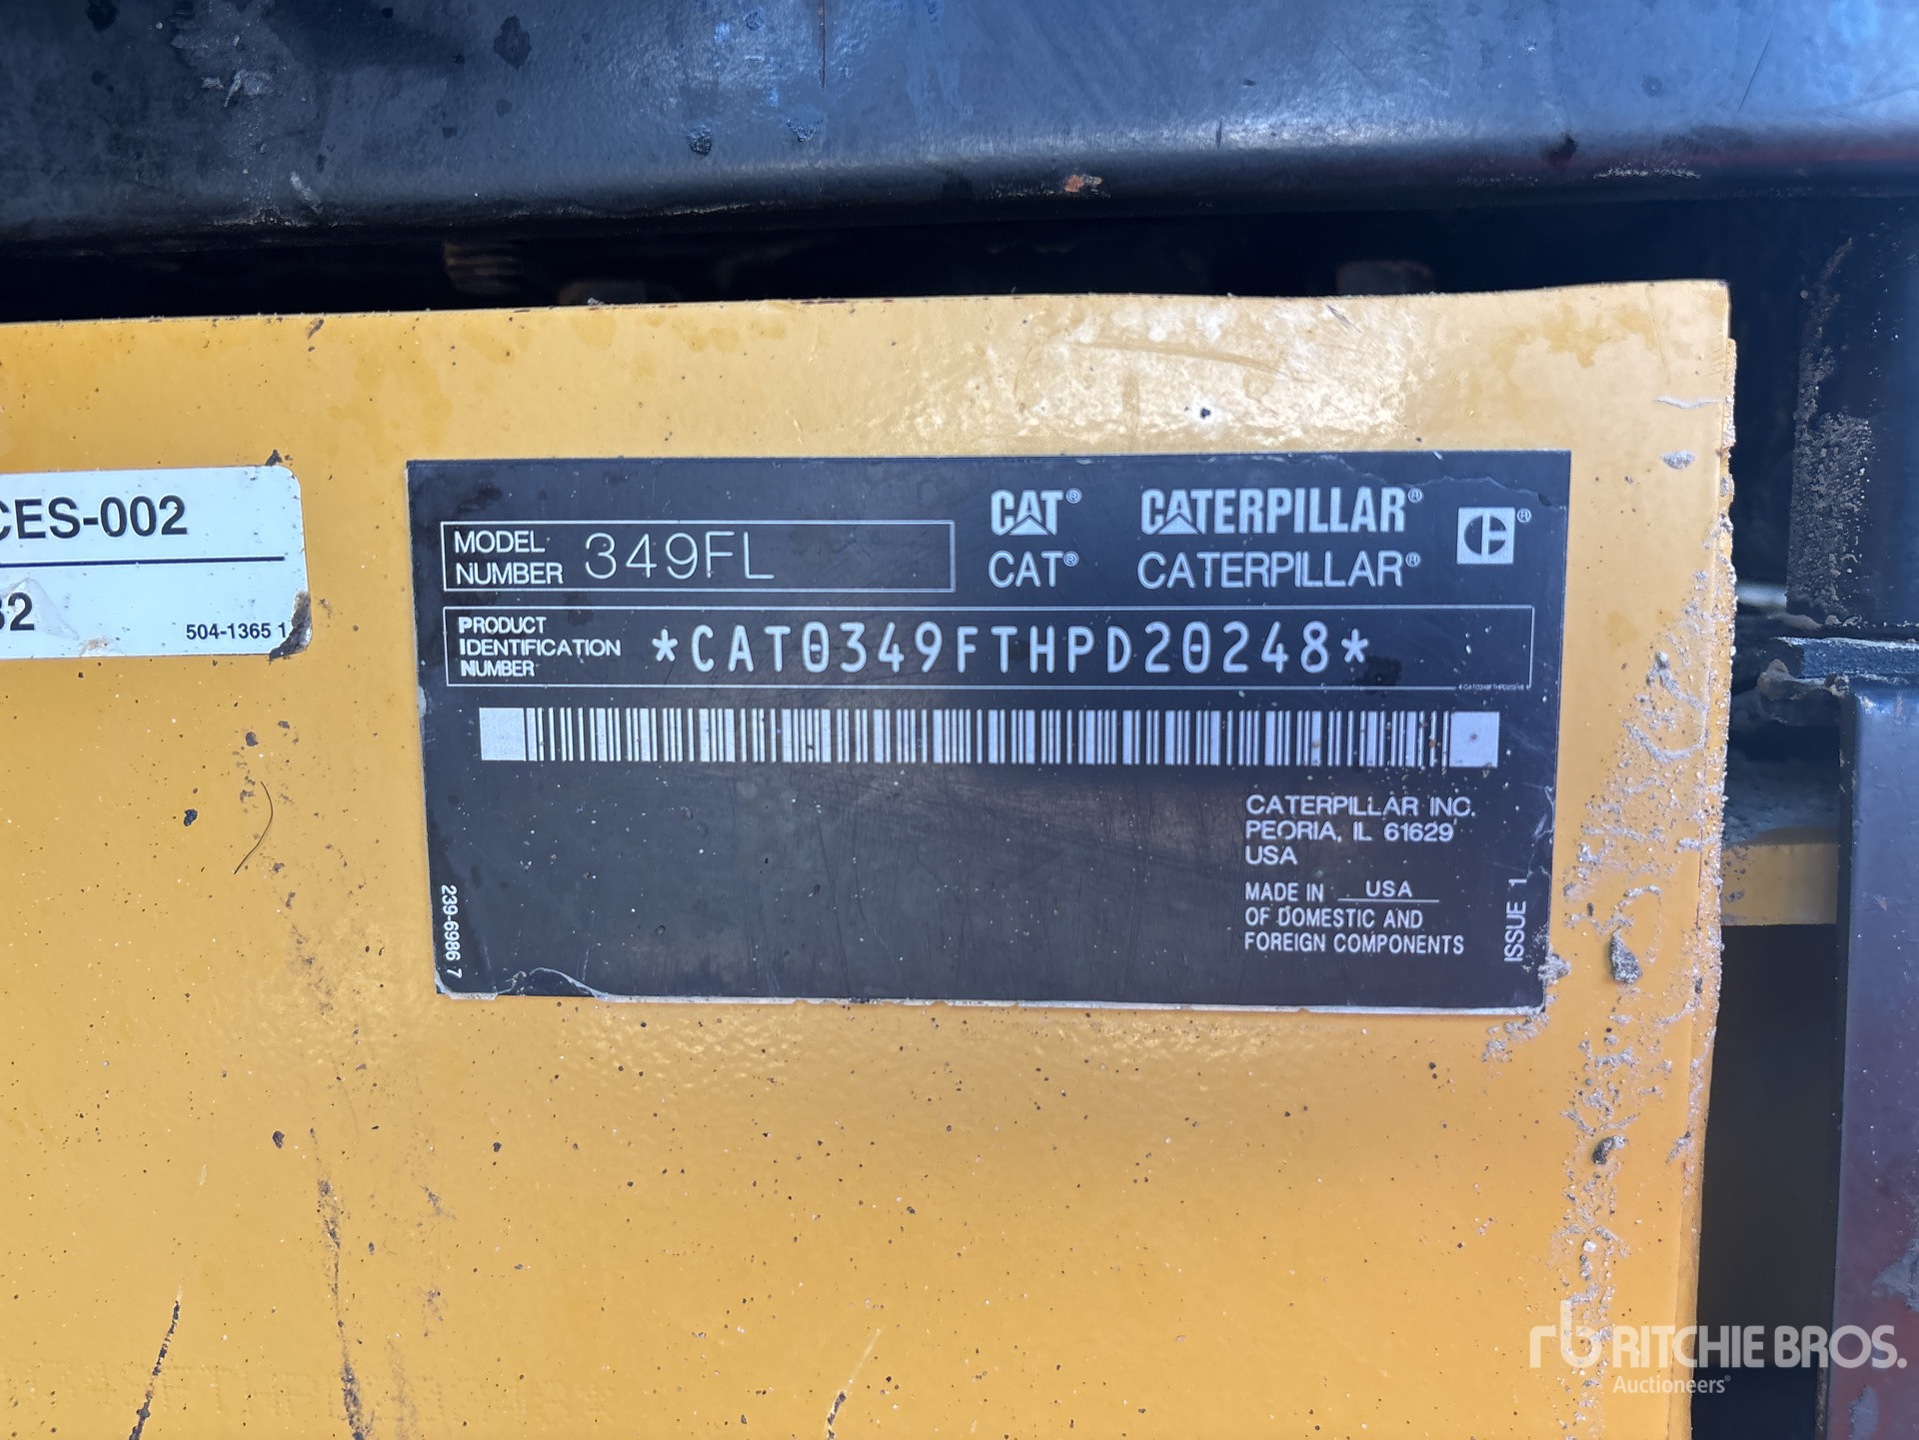 CES-002
32
504-1365 1
MODEL
NUMBER 349FL
CAT® CATERPILLAR® ®
CAT® CATERPILLAR®
PRODUCT
IDENTIFICATION
NUMBER
*CAT0349FTHPD20248*
CATERPILLAR INC.
PEORIA, IL 61629
USA
MADE IN USA
OF DOMESTIC AND
FOREIGN COMPONENTS
239-6986 7
ISSUE 1
rb RITCHIE BROS.
Auctioneers®